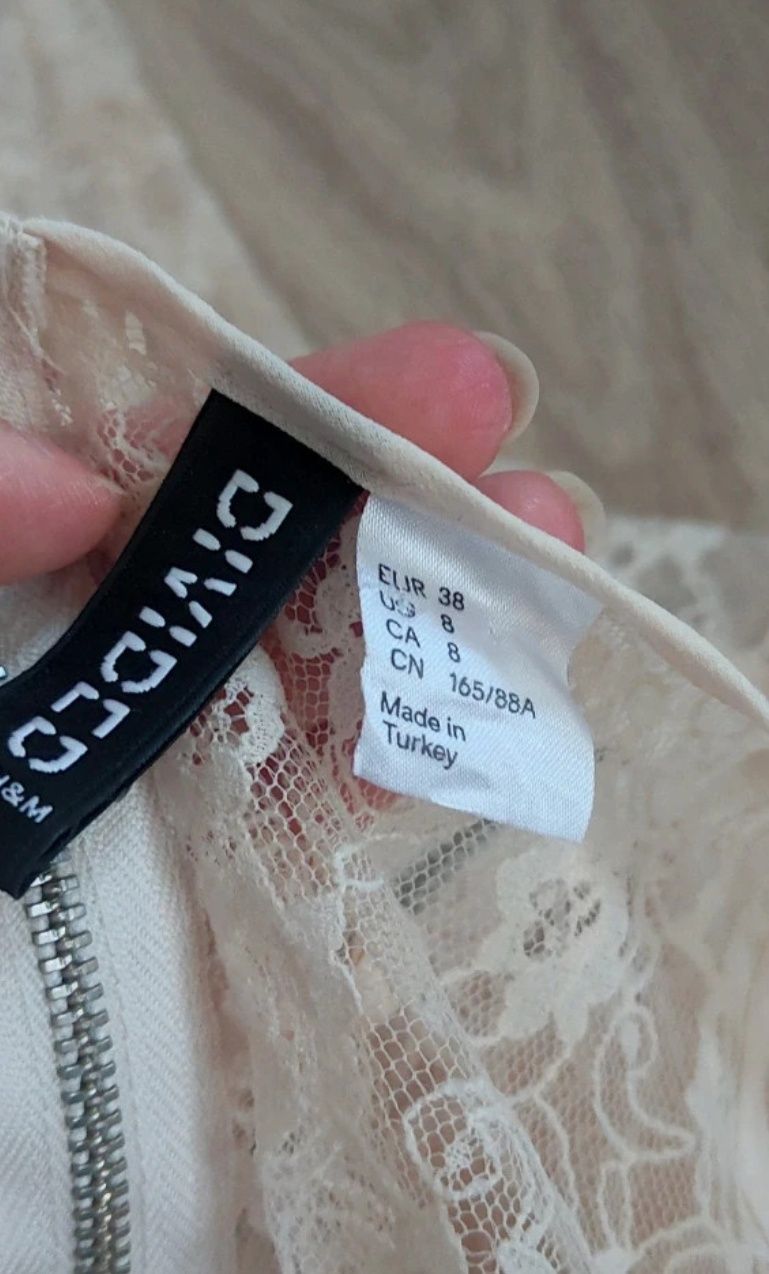 DIVIDED
H&M
EUR 38
US 8
CA 8
CN 165/88A
Made in
Turkey